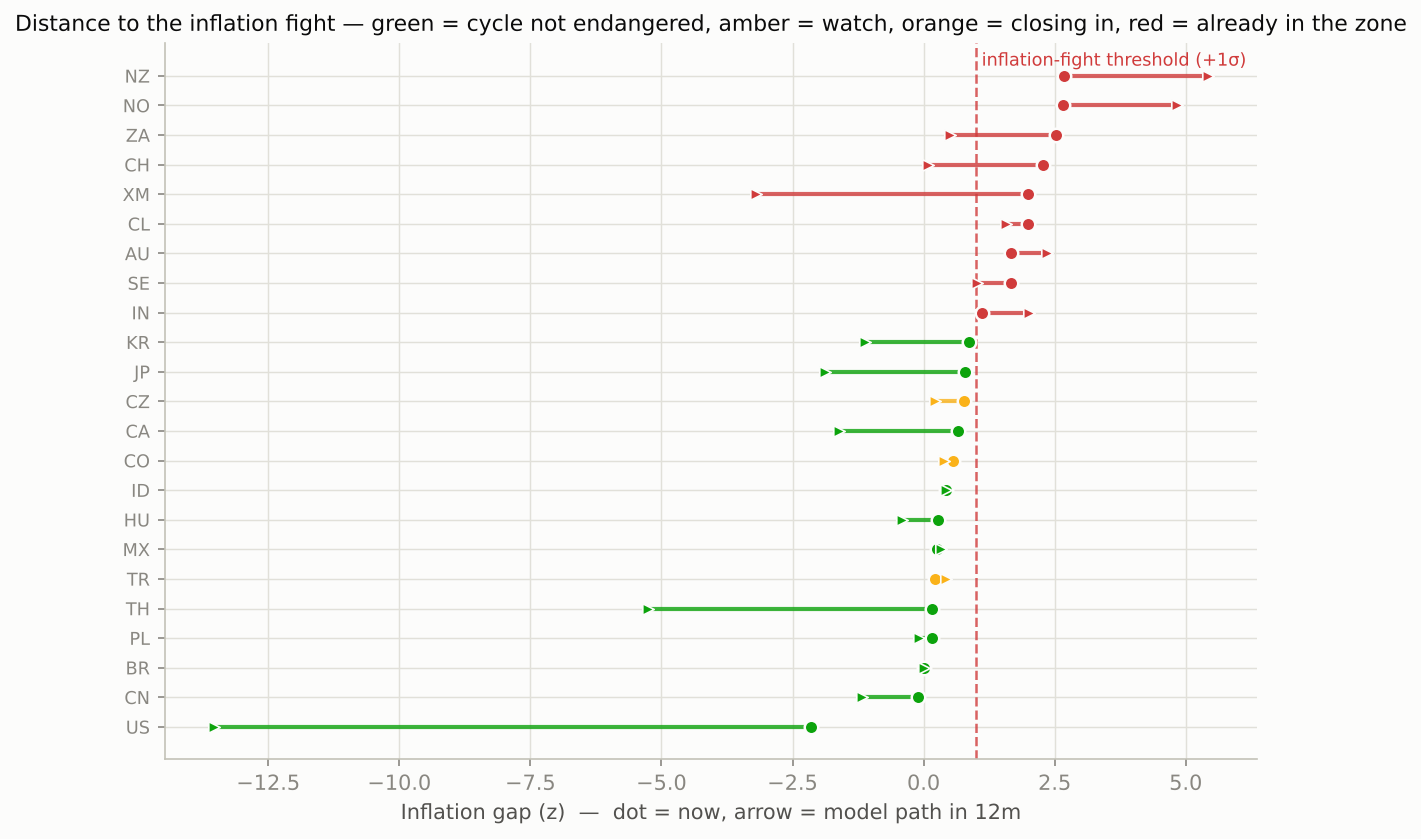 Distance to the inflation fight — green = cycle not endangered, amber = watch, orange = closing in, red = already in the zone
inflation-fight threshold (+1σ)
NZ
NO
ZA
CH
XM
CL
AU
SE
IN
KR
JP
CZ
CA
CO
ID
HU
MX
TR
TH
PL
BR
CN
US
−12.5 −10.0 −7.5 −5.0 −2.5 0.0 2.5 5.0
Inflation gap (z) — dot = now, arrow = model path in 12m